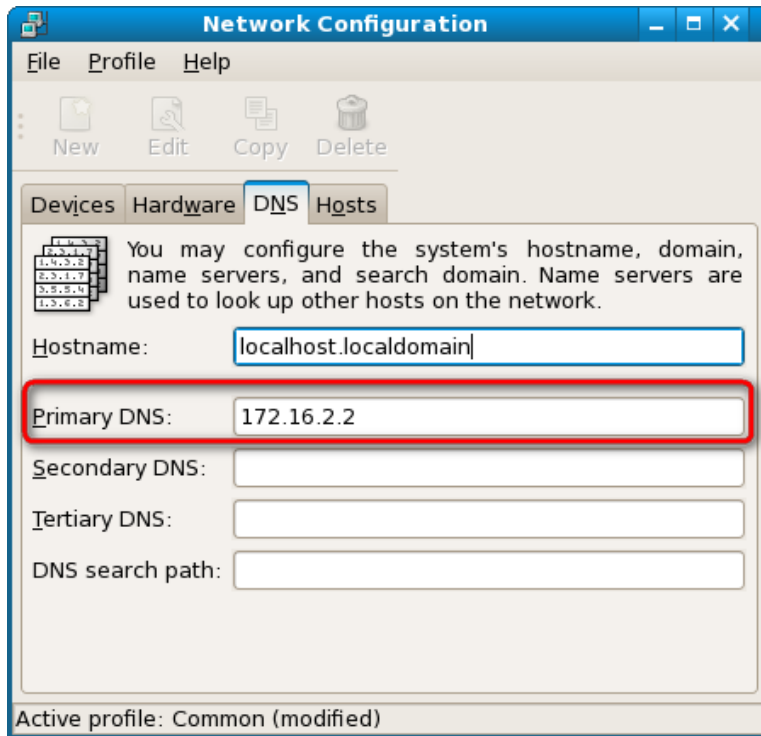 Network Configuration
File Profile Help
New Edit Copy Delete
Devices Hardware DNS Hosts
You may configure the system's hostname, domain,
name servers, and search domain. Name servers are
used to look up other hosts on the network.
Hostname: localhost.localdomain
Primary DNS: 172.16.2.2
Secondary DNS:
Tertiary DNS:
DNS search path:
Active profile: Common (modified)